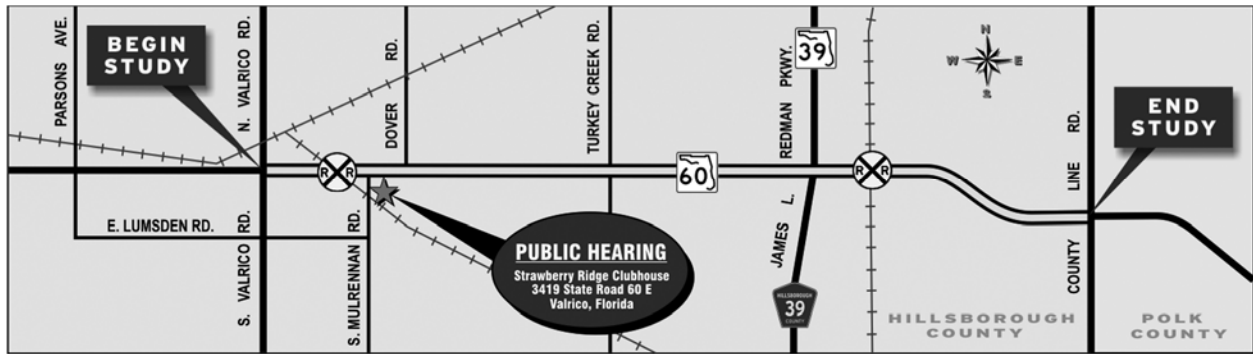 PARSONS AVE.
BEGIN
STUDY
N. VALRICO RD.
DOVER RD.
TURKEY CREEK RD.
REDMAN PKWY.
39
N
W E
S
END
STUDY
R R
60
R R
COUNTY LINE RD.
E. LUMSDEN RD.
S. VALRICO RD.
S. MULRENNAN RD.
PUBLIC HEARING
Strawberry Ridge Clubhouse
3419 State Road 60 E
Valrico, Florida
JAMES L.
HILLSBOROUGH
39
COUNTY
HILLSBOROUGH
COUNTY
POLK
COUNTY